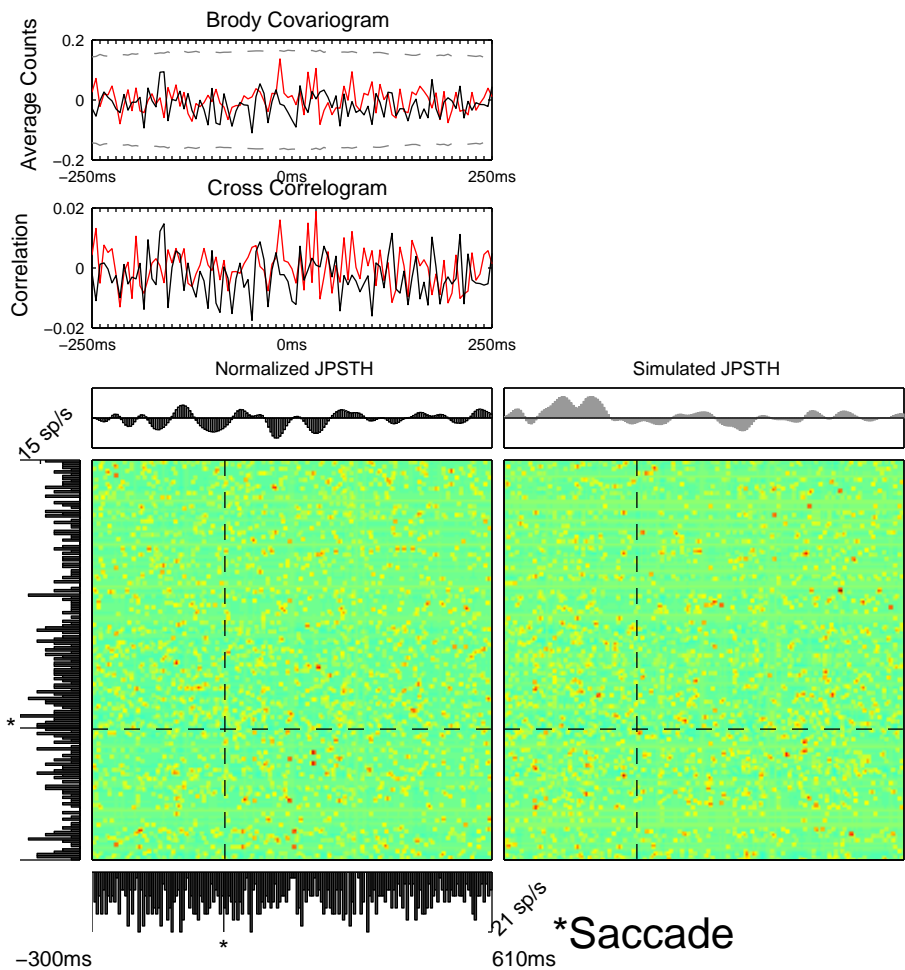 Brody Covariogram
Average Counts
0.2
0
−0.2
−250ms
0ms
250ms
Cross Correlogram
Correlation
0.02
0
−0.02
−250ms
0ms
250ms
Normalized JPSTH
Simulated JPSTH
15 sp/s
*
21 sp/s
*
*Saccade
−300ms
610ms